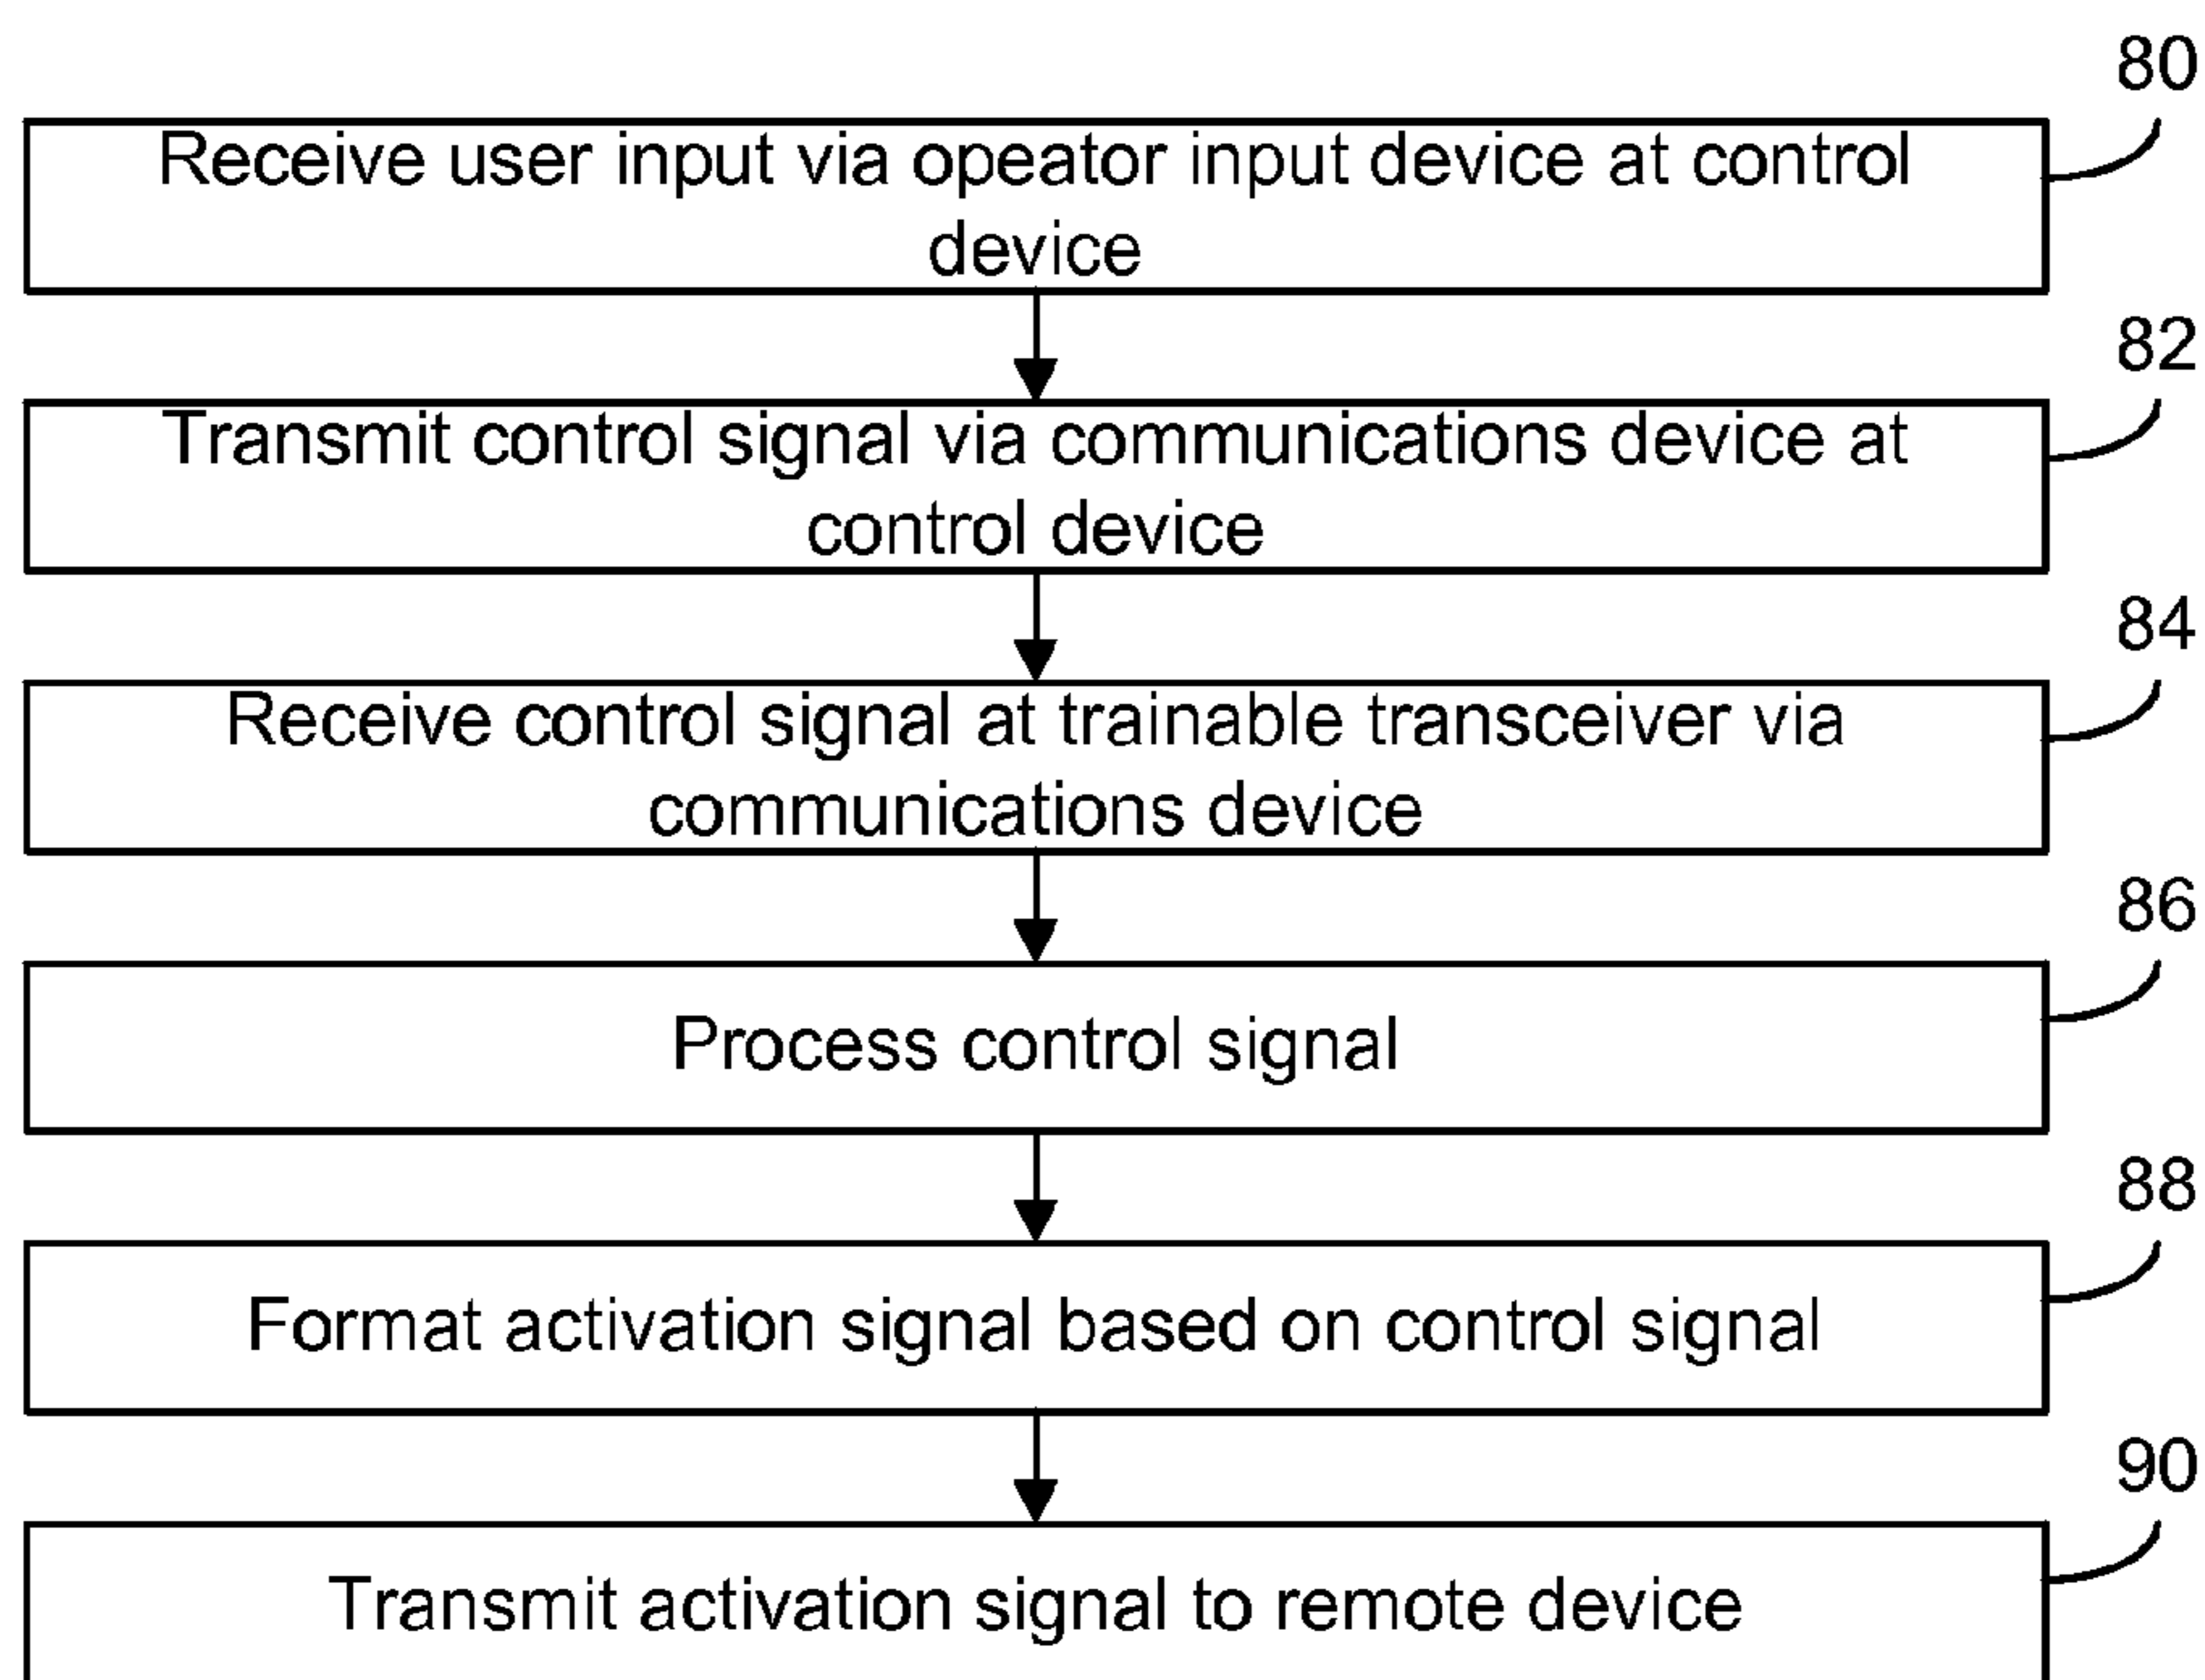 80
Receive user input via opeator input device at control
device
82
Transmit control signal via communications device at
control device
84
Receive control signal at trainable transceiver via
communications device
86
Process control signal
88
Format activation signal based on control signal
90
Transmit activation signal to remote device